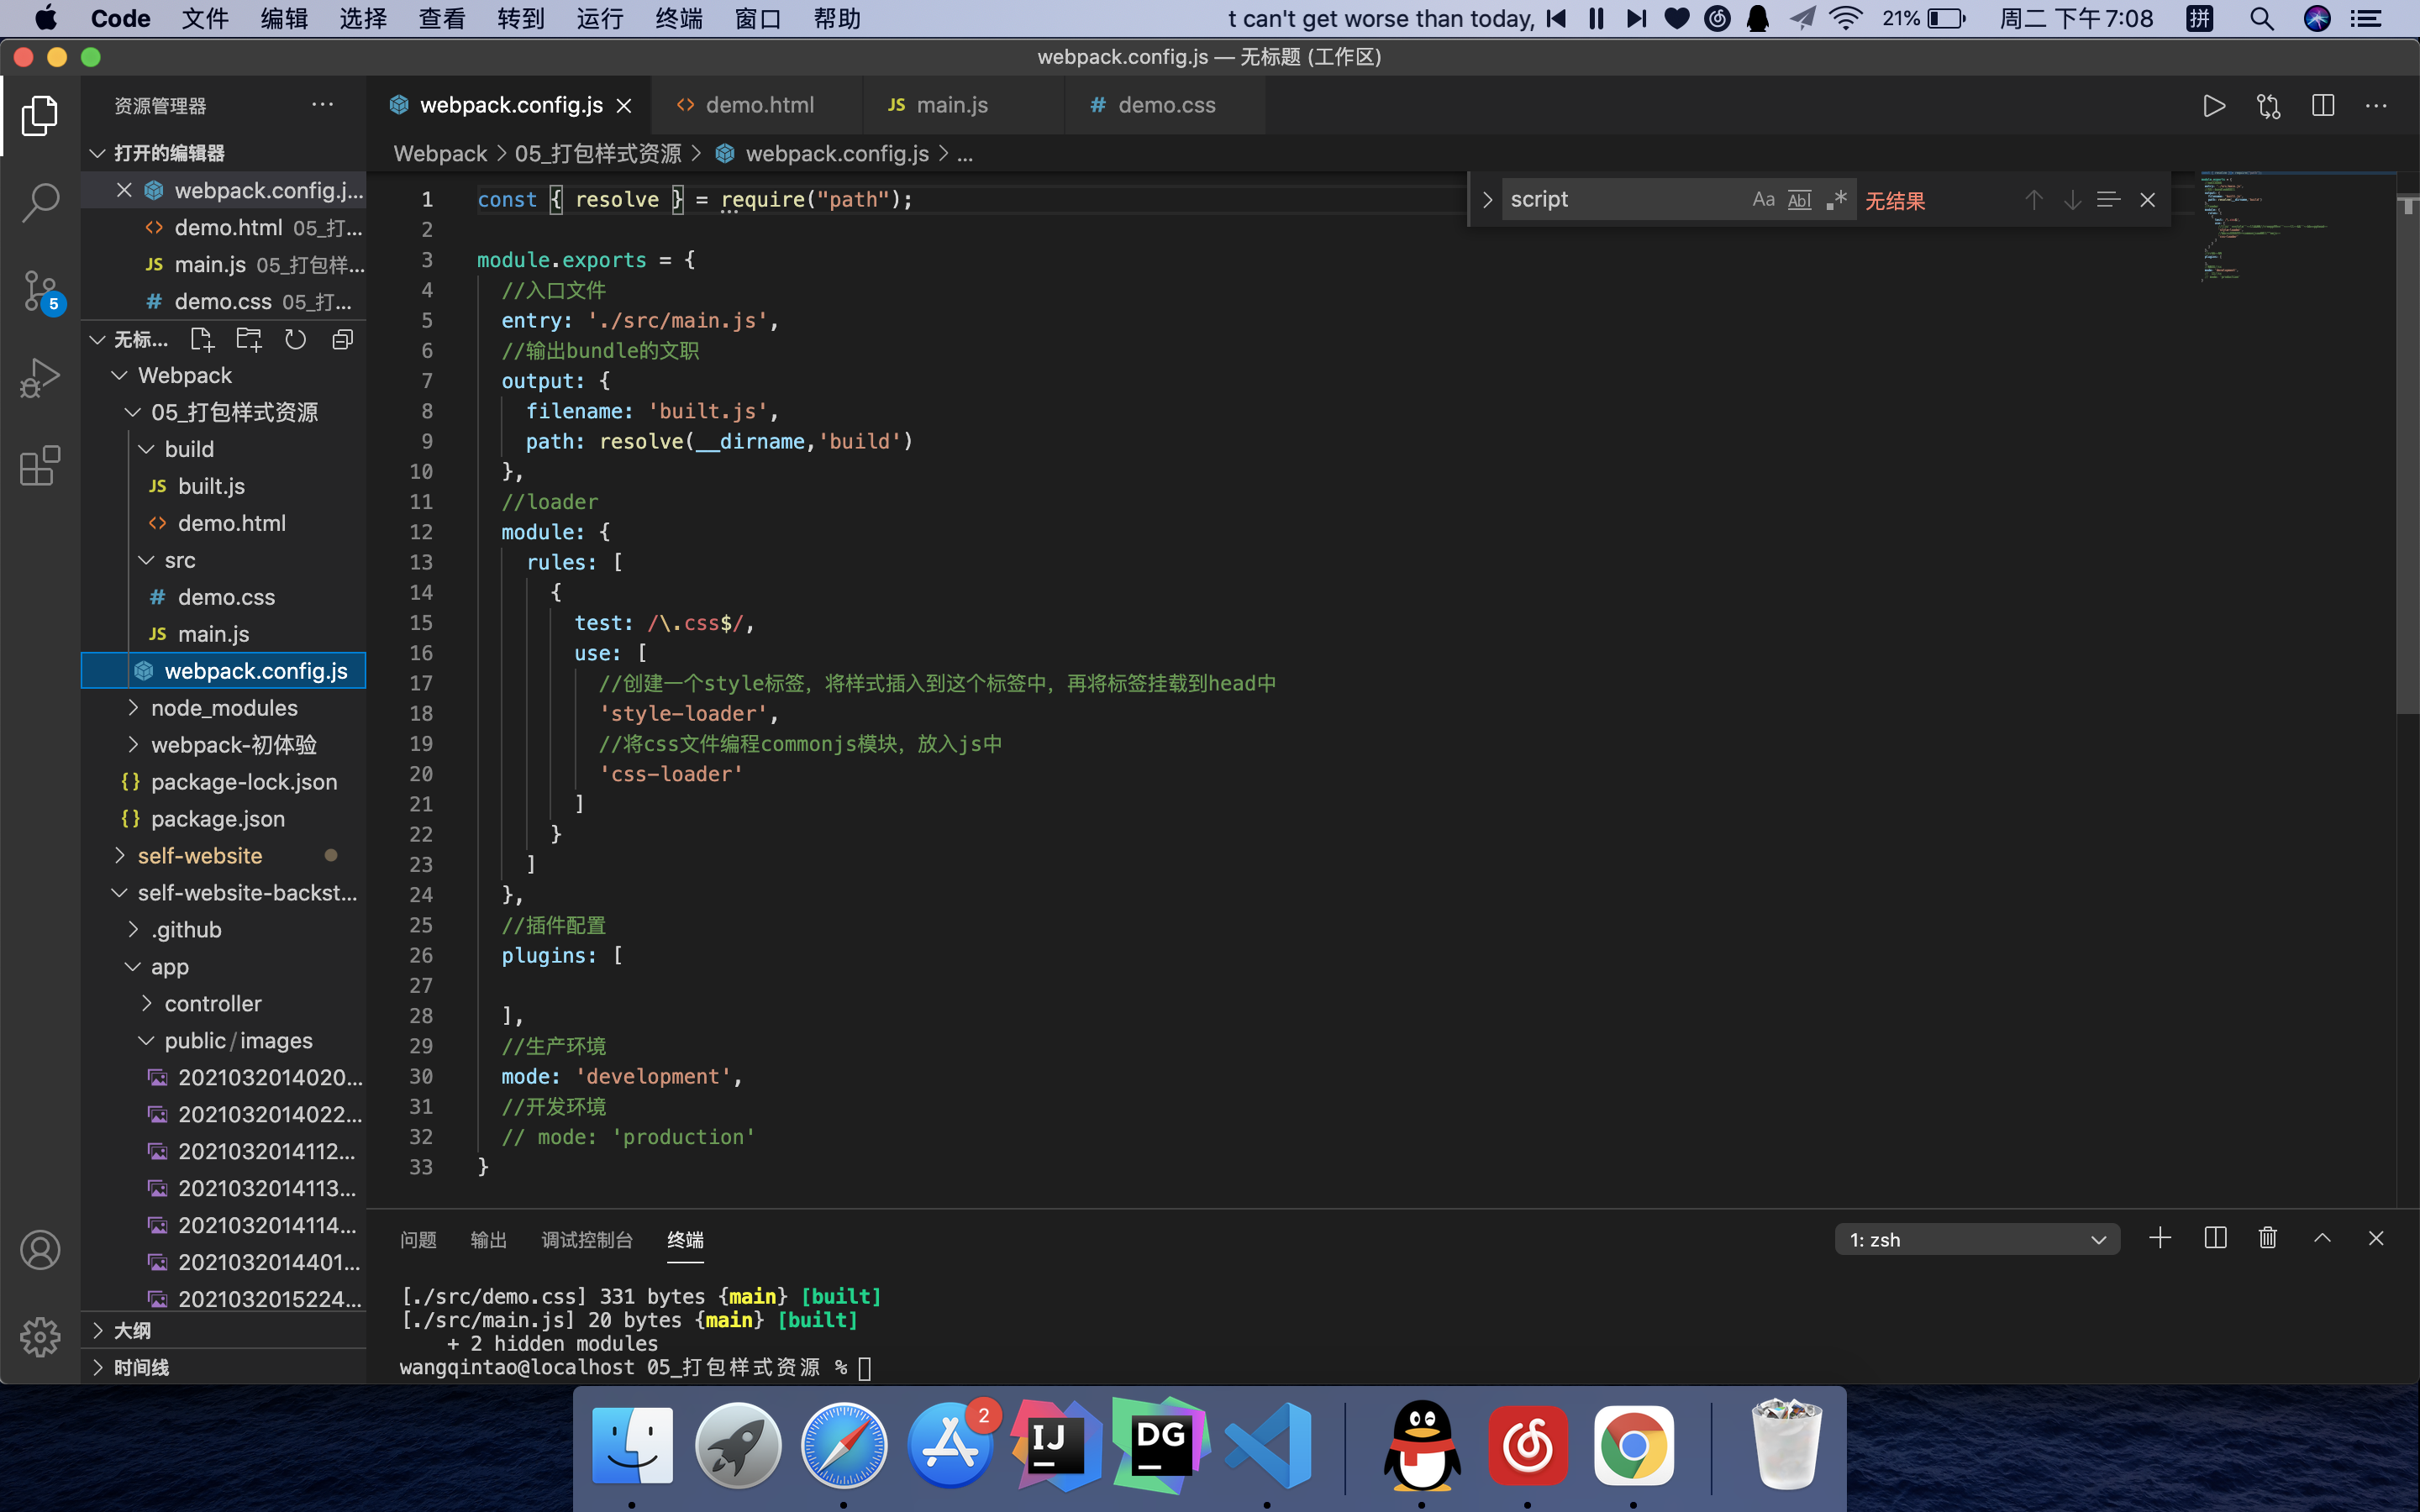 Code 文件 编辑 选择 查看 转到 运行 终端 窗口 帮助 t can't get worse than today, 21% 周二 下午7:08 拼
webpack.config.js — 无标题 (工作区)
资源管理器
打开的编辑器
webpack.config.j...
demo.html 05_打...
JS main.js 05_打包样...
# demo.css 05_打...
5
无标...
Webpack
05_打包样式资源
build
JS built.js
demo.html
src
# demo.css
JS main.js
webpack.config.js
node_modules
webpack-初体验
{} package-lock.json
{} package.json
self-website
self-website-backst...
.github
app
controller
public/images
2021032014020...
2021032014022...
2021032014112...
2021032014113...
2021032014114...
2021032014401...
2021032015224...
大纲
时间线
webpack.config.js demo.html JS main.js # demo.css
Webpack > 05_打包样式资源 > webpack.config.js > ...
script Aa Abl .* 无结果
1 const { resolve } = require("path");
2
3 module.exports = {
4 //入口文件
5 entry: './src/main.js',
6 //输出bundle的文职
7 output: {
8 filename: 'built.js',
9 path: resolve(__dirname,'build')
10 },
11 //loader
12 module: {
13 rules: [
14 {
15 test: /\.css$/,
16 use: [
17 //创建一个style标签，将样式插入到这个标签中，再将标签挂载到head中
18 'style-loader',
19 //将css文件编程commonjs模块，放入js中
20 'css-loader'
21 ]
22 }
23 ]
24 },
25 //插件配置
26 plugins: [
27
28 ],
29 //生产环境
30 mode: 'development',
31 //开发环境
32 // mode: 'production'
33 }
问题 输出 调试控制台 终端 1: zsh
[./src/demo.css] 331 bytes {main} [built]
[./src/main.js] 20 bytes {main} [built]
+ 2 hidden modules
wangqintao@localhost 05_打包样式资源 %
2
IJ
DG